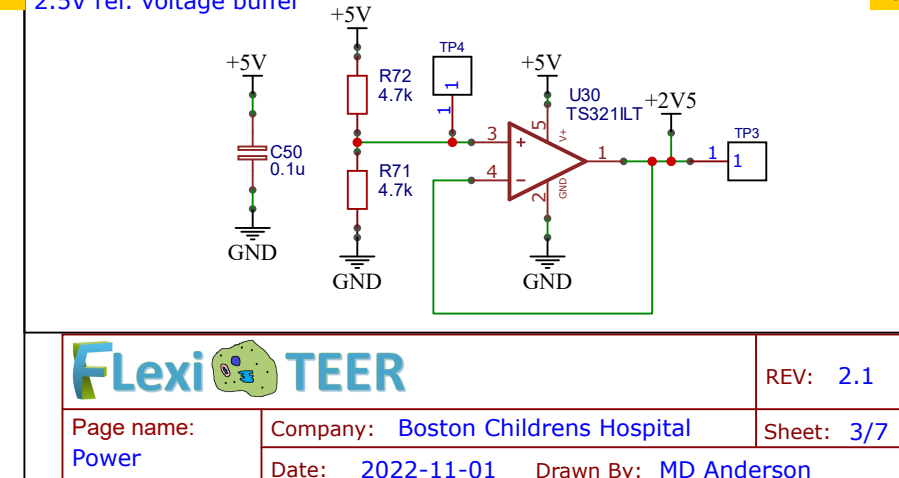 2.5V ref. voltage buffer
+5V
TP4
1
1
+5V
R72
4.7k
+5V
U30
TS321ILT
+2V5
TP3
5
V+
3
+
1
1
1
C50
0.1u
R71
4.7k
4
-
2
GND
GND
GND
GND
FLexi TEER
REV: 2.1
Page name:
Power
Company: Boston Childrens Hospital
Sheet: 3/7
Date: 2022-11-01 Drawn By: MD Anderson